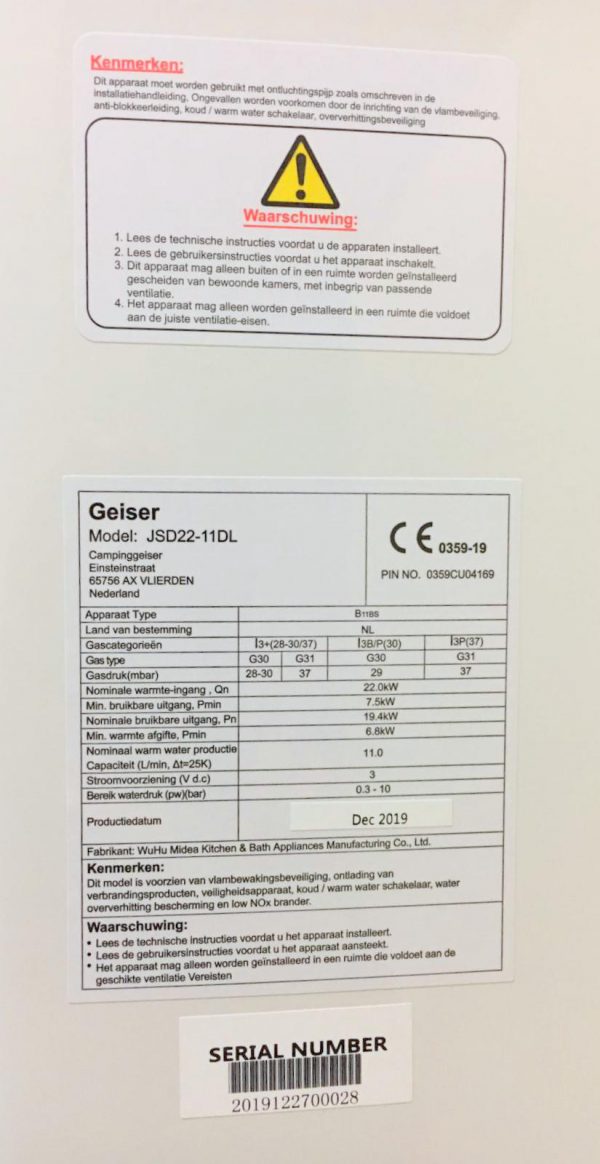 Kenmerken:
Dit apparaat moet worden gebruikt met ontluchtingspijp zoals omschreven in de
installatiehandleiding, Ongevallen worden voorkomen door de inrichting van de vlambeveiliging,
anti-blokkeerleiding, koud / warm water schakelaar, oververhittingsbeveiliging
Waarschuwing:
1. Lees de technische instructies voordat u de apparaten installeert.
2. Lees de gebruikersinstructies voordat u het apparaat inschakelt.
3. Dit apparaat mag alleen buiten of in een ruimte worden geïnstalleerd
gescheiden van bewoonde kamers, met inbegrip van passende
ventilatie.
4. Het apparaat mag alleen worden geïnstalleerd in een ruimte die voldoet
aan de juiste ventilatie-eisen.
Geiser
Model: JSD22-11DL
Campinggeiser
Einsteinstraat
65756 AX VLIERDEN
Nederland
CE 0359-19
PIN NO. 0359CU04169
Apparaat Type B11BS
Land van bestemming NL
Gascategorieën I3+(28-30/37) I3B/P(30) I3P(37)
Gas type G30 G31 G30 G31
Gasdruk(mbar) 28-30 37 29 37
Nominale warmte-ingang , Qn 22.0kW
Min. bruikbare uitgang, Pmin 7.5kW
Nominale bruikbare uitgang, Pn 19.4kW
Min. warmte afgifte, Pmin 6.8kW
Nominaal warm water productie
Capaciteit (L/min, Δt=25K) 11.0
Stroomvoorziening (V d.c) 3
Bereik waterdruk (pw)(bar) 0.3 - 10
Productiedatum Dec 2019
Fabrikant: WuHu Midea Kitchen & Bath Appliances Manufacturing Co., Ltd.
Kenmerken:
Dit model is voorzien van vlambewakingsbeveiliging, ontlading van
verbrandingsproducten, veiligheidsapparaat, koud / warm water schakelaar, water
oververhitting bescherming en low NOx brander.
Waarschuwing:
• Lees de technische instructies voordat u het apparaat installeert.
• Lees de gebruikersinstructies voordat u het apparaat aansteekt.
• Het apparaat mag alleen worden geïnstalleerd in een ruimte die voldoet aan de
geschikte ventilatie Vereisten
SERIAL NUMBER
2019122700028